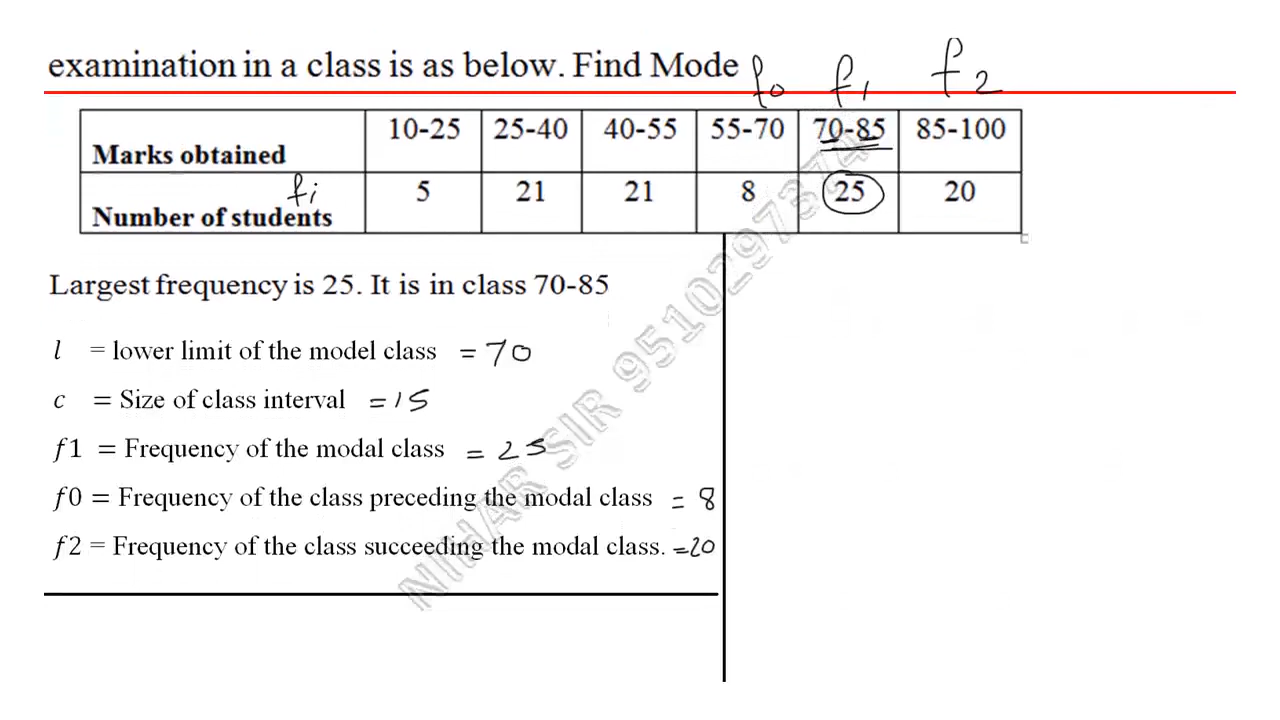 examination in a class is as below. Find Mode
f0 f1 f2
Marks obtained 10-25 25-40 40-55 55-70 70-85 85-100
fi
Number of students 5 21 21 8 25 20
Largest frequency is 25. It is in class 70-85
l = lower limit of the model class = 70
c = Size of class interval = 15
f1 = Frequency of the modal class = 25
f0 = Frequency of the class preceding the modal class = 8
f2 = Frequency of the class succeeding the modal class. = 20
NIHAR SIR 9510297374